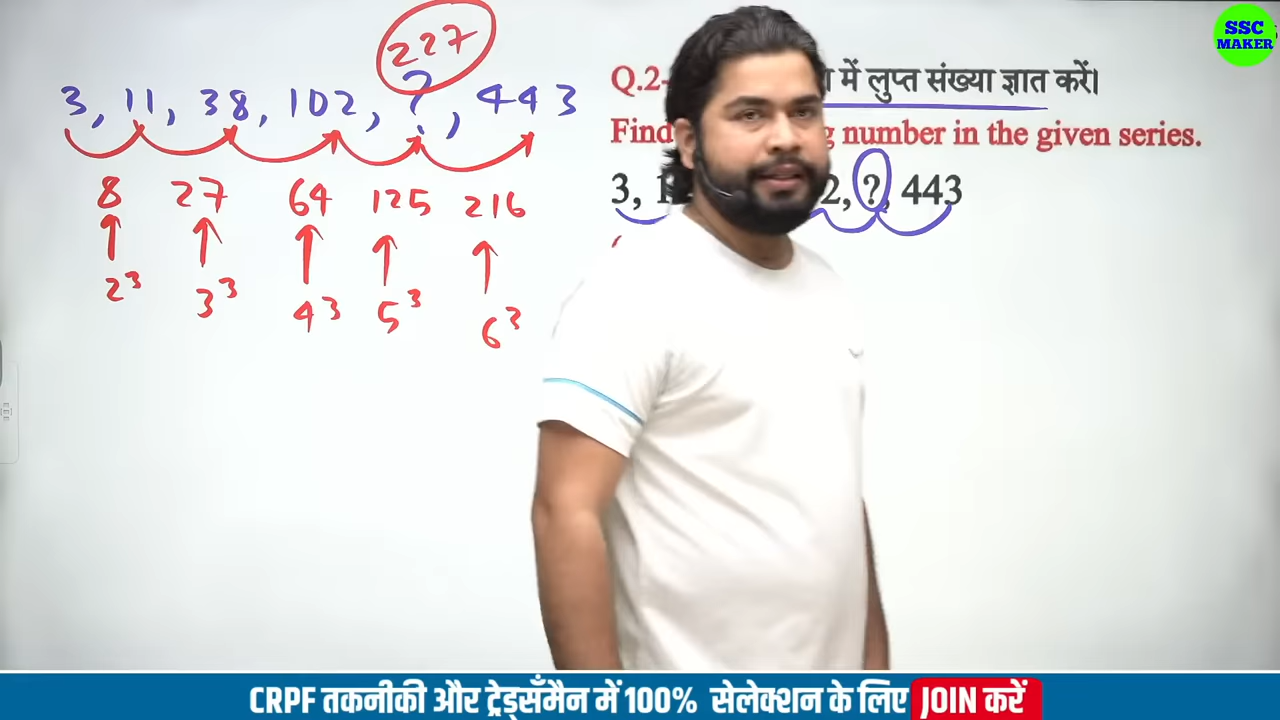 SSC
MAKER
227
3, 11, 38, 102, ?, 443
8 27 64 125 216
2³ 3³ 4³ 5³ 6³
Q.2- में लुप्त संख्या ज्ञात करें।
Find number in the given series.
3, 2, ?, 443
CRPF तकनीकी और ट्रेड्समैन में 100% सेलेक्शन के लिए JOIN करें